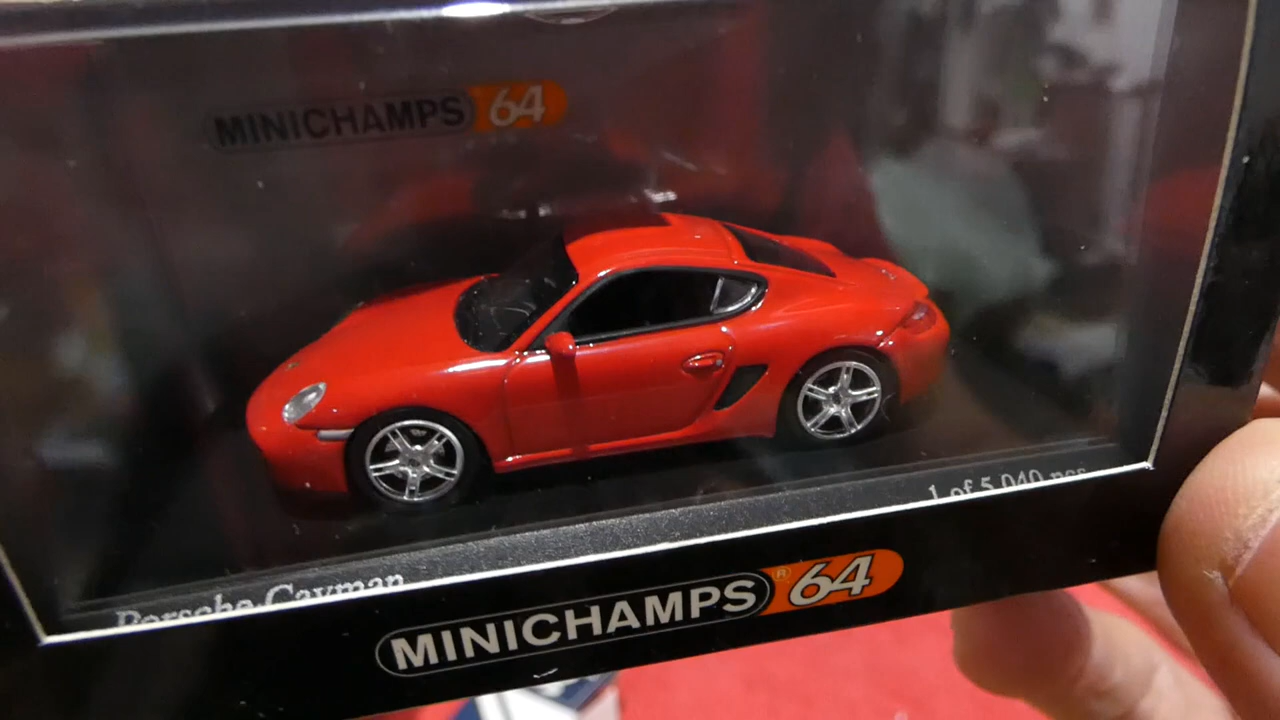 MINICHAMPS 64
1 of 5.040 pcs
Porsche Cayman
MINICHAMPS® 64